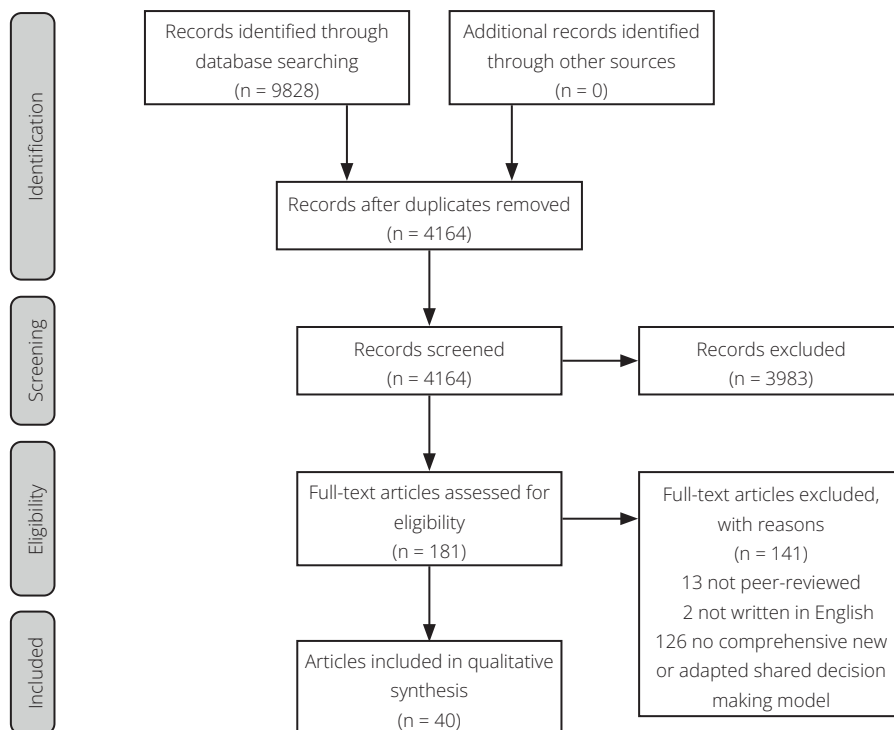 Identification
Records identified through
database searching
(n = 9828)
Additional records identified
through other sources
(n = 0)
Records after duplicates removed
(n = 4164)
Screening
Records screened
(n = 4164)
Records excluded
(n = 3983)
Eligibility
Full-text articles assessed for
eligibility
(n = 181)
Full-text articles excluded,
with reasons
(n = 141)
13 not peer-reviewed
2 not written in English
126 no comprehensive new
or adapted shared decision
making model
Included
Articles included in qualitative
synthesis
(n = 40)